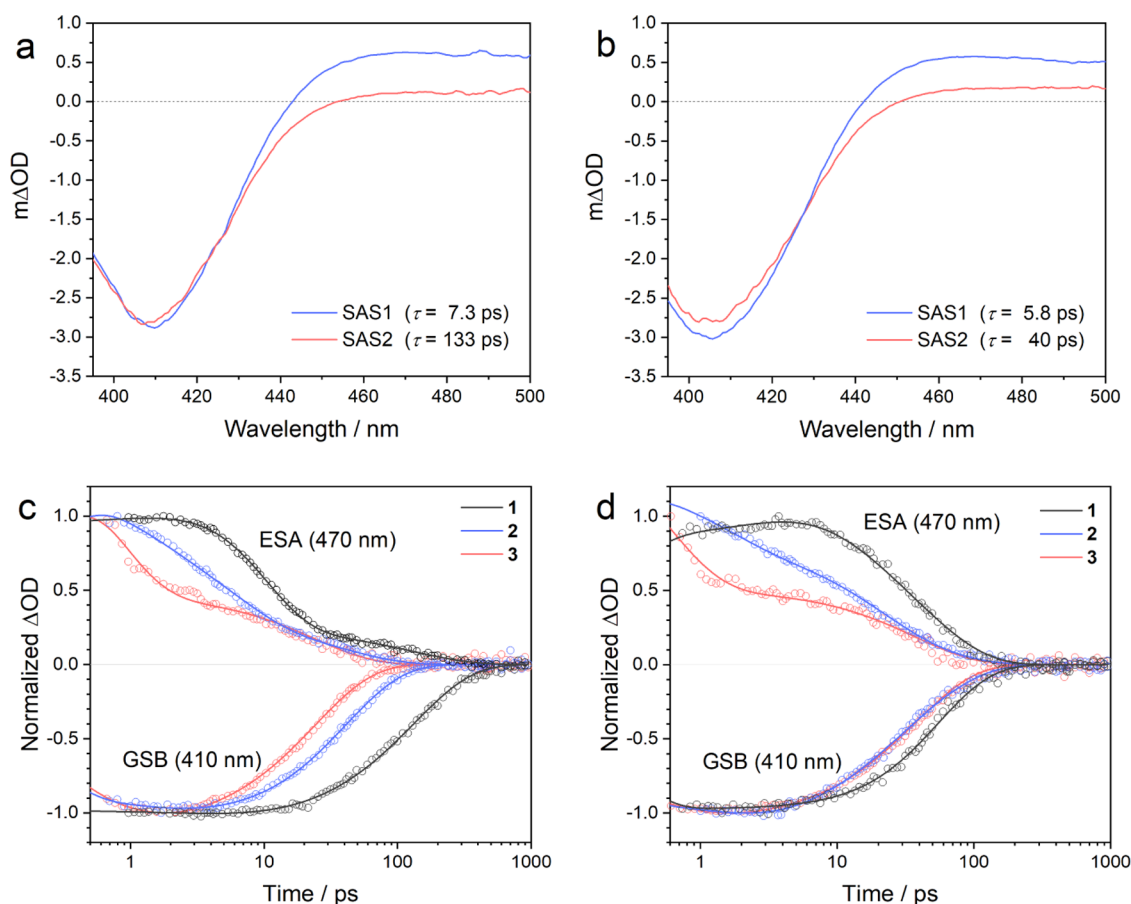 a
1.0
0.5
0.0
-0.5
-1.0
-1.5
-2.0
-2.5
-3.0
-3.5
mΔOD
SAS1 (τ = 7.3 ps)
SAS2 (τ = 133 ps)
400 420 440 460 480 500
Wavelength / nm
b
1.0
0.5
0.0
-0.5
-1.0
-1.5
-2.0
-2.5
-3.0
-3.5
mΔOD
SAS1 (τ = 5.8 ps)
SAS2 (τ = 40 ps)
400 420 440 460 480 500
Wavelength / nm
c
1.0
0.5
0.0
-0.5
-1.0
Normalized ΔOD
1
2
3
ESA (470 nm)
GSB (410 nm)
1 10 100 1000
Time / ps
d
1.0
0.5
0.0
-0.5
-1.0
Normalized ΔOD
1
2
3
ESA (470 nm)
GSB (410 nm)
1 10 100 1000
Time / ps